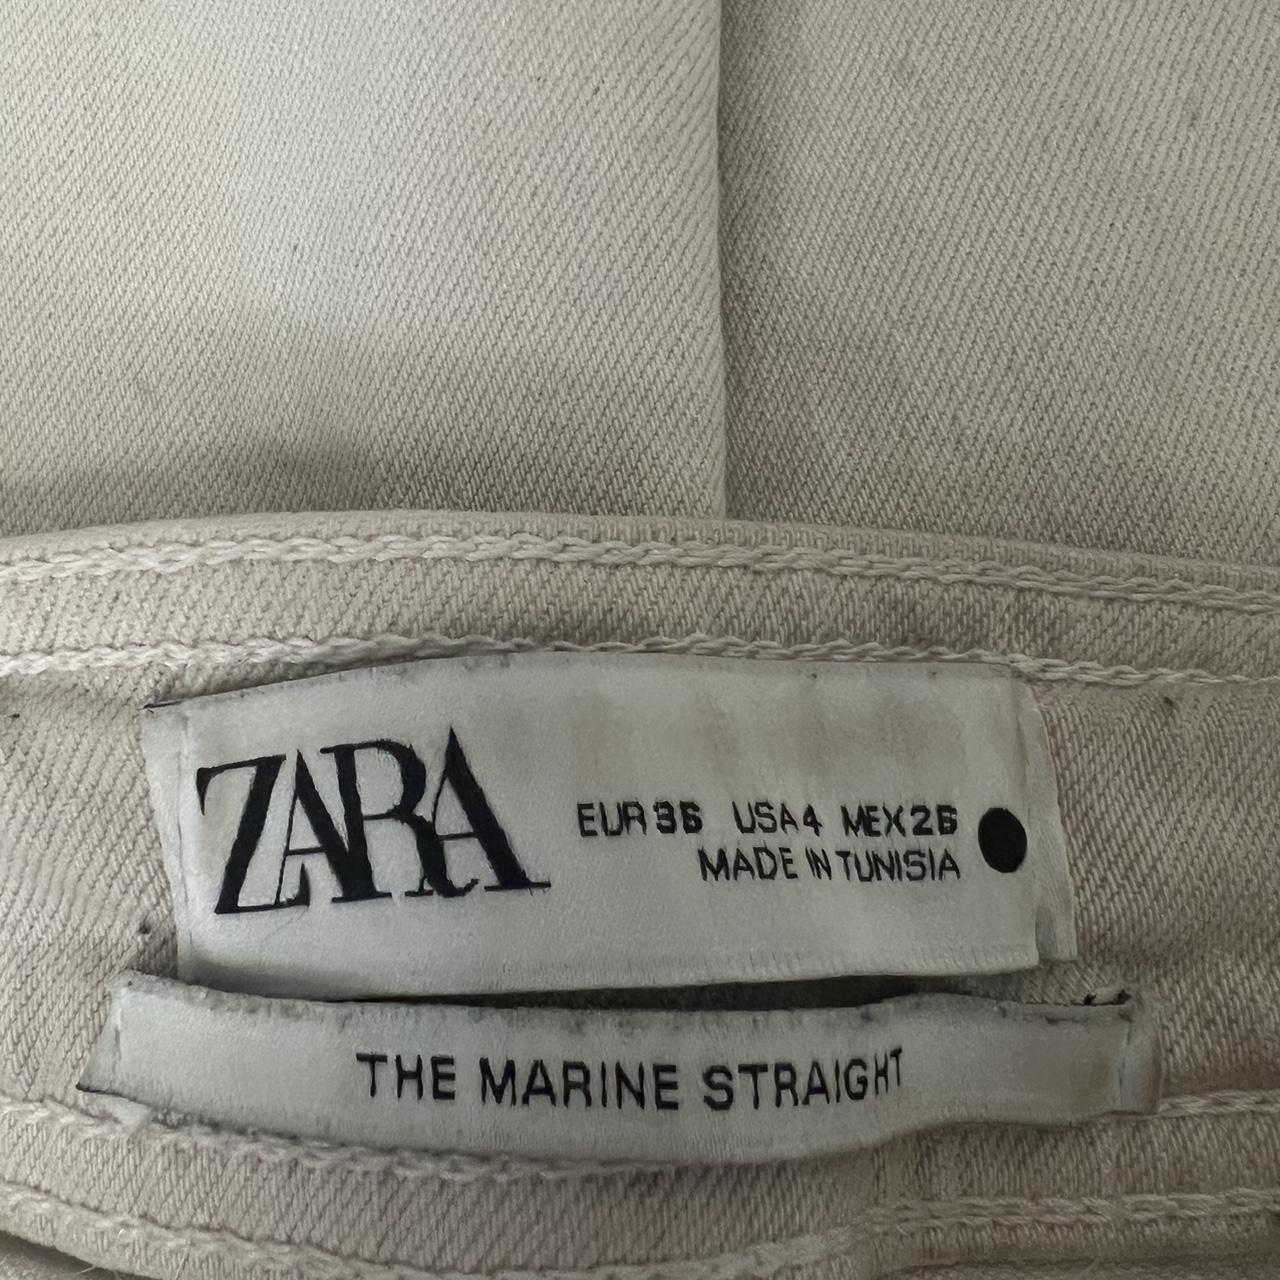 ZARA
EUR 36 USA 4 MEX 26
MADE IN TUNISIA
THE MARINE STRAIGHT